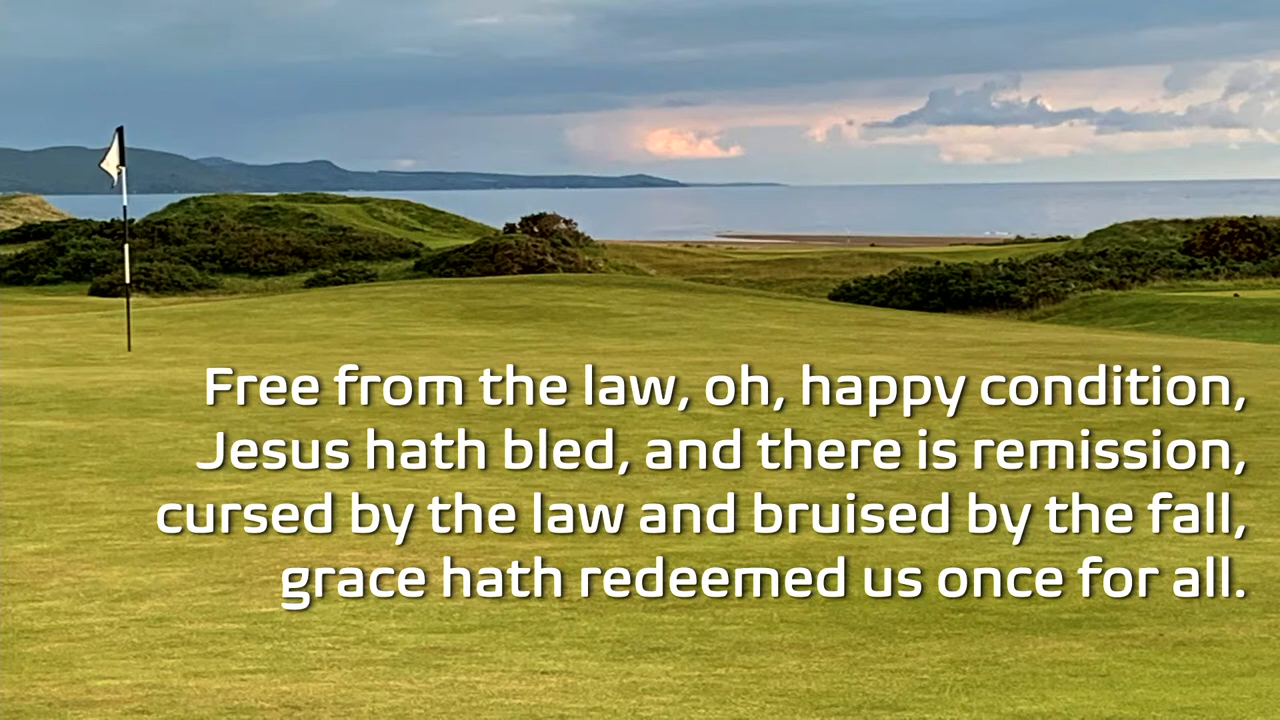 Free from the law, oh, happy condition,
Jesus hath bled, and there is remission,
cursed by the law and bruised by the fall,
grace hath redeemed us once for all.